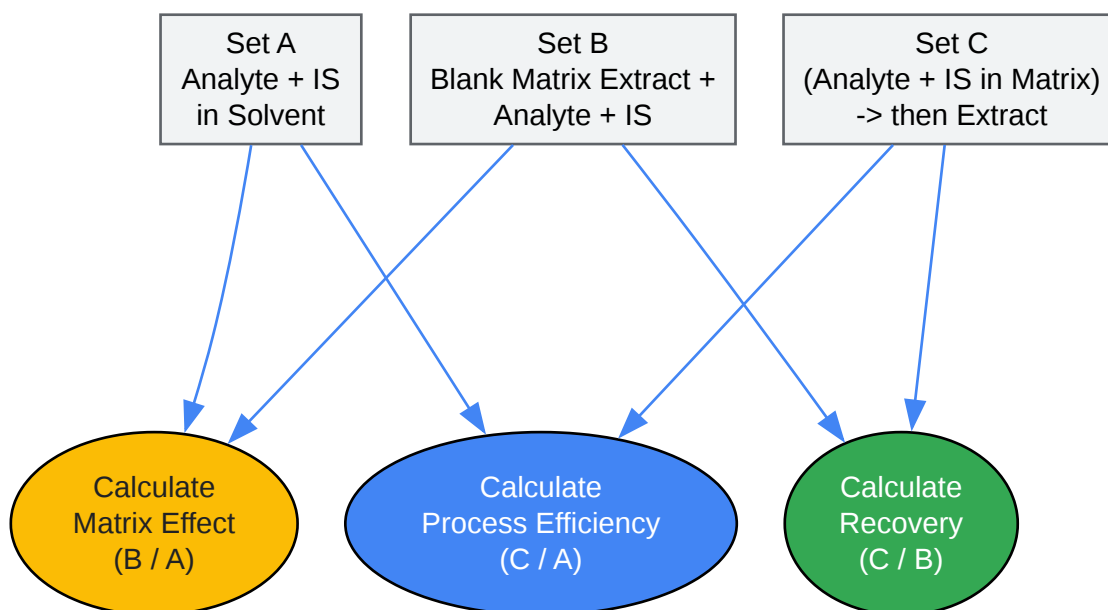 Set A
Analyte + IS
in Solvent
Set B
Blank Matrix Extract +
Analyte + IS
Set C
(Analyte + IS in Matrix)
-> then Extract
Calculate
Matrix Effect
(B / A)
Calculate
Process Efficiency
(C / A)
Calculate
Recovery
(C / B)